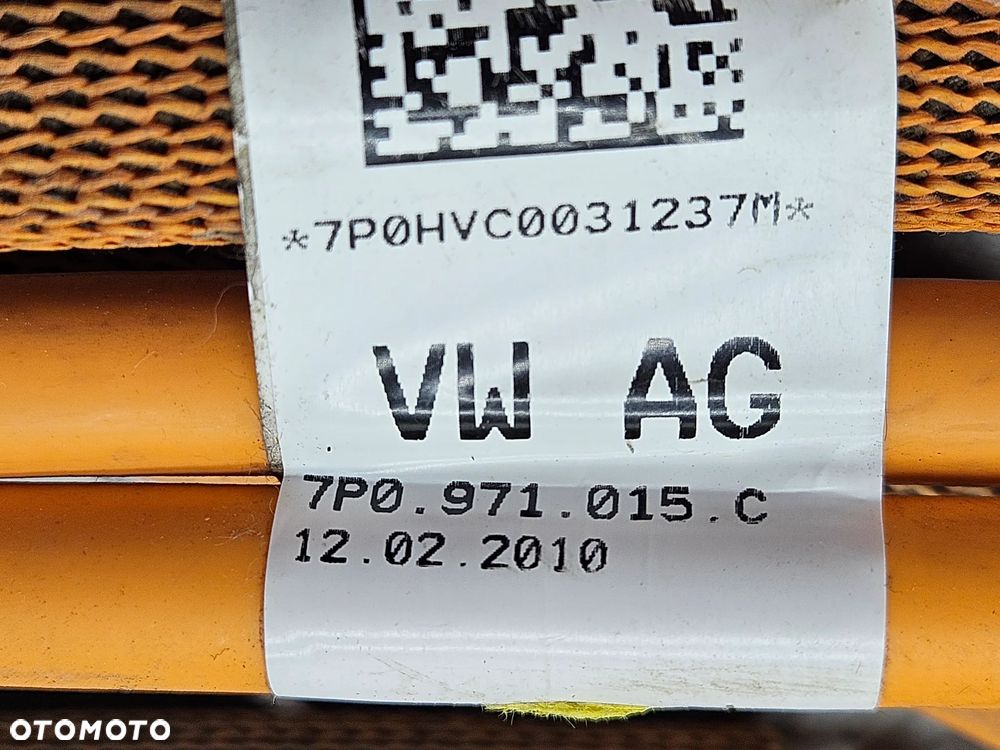 *7P0HVC0031237M*
VW AG
7P0.971.015.C
12.02.2010
OTOMOTO